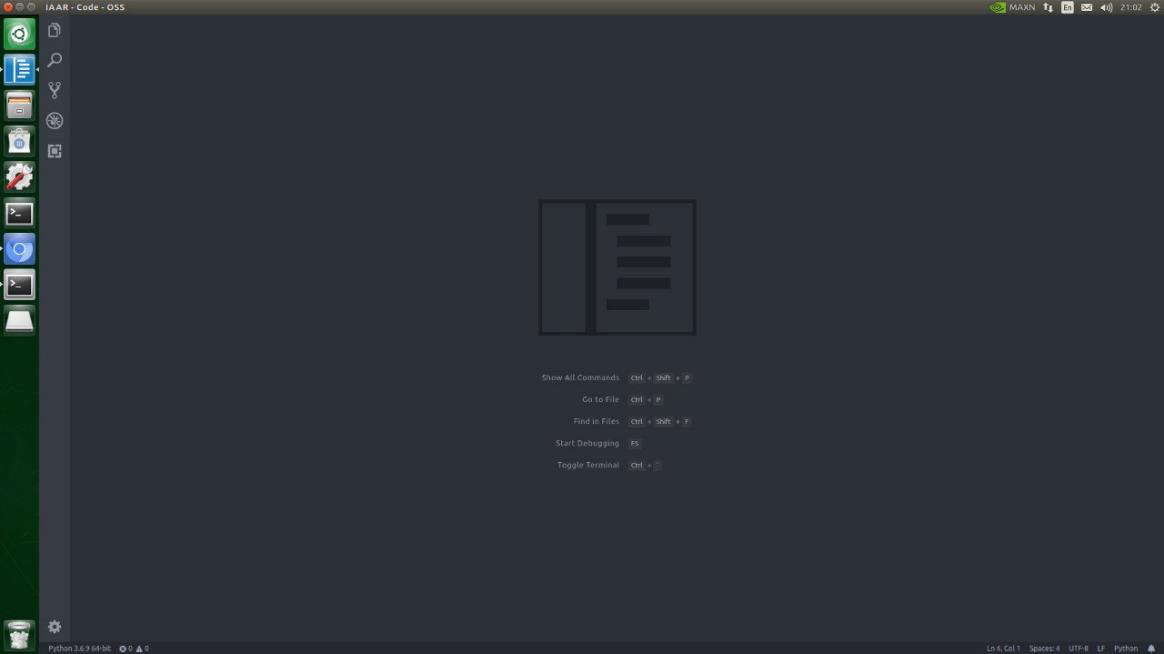 IAAR - Code - OSS
MAXN En 21:02
Show All Commands Ctrl + Shift + P
Go to File Ctrl + P
Find in Files Ctrl + Shift + F
Start Debugging F5
Toggle Terminal Ctrl + `
Python 3.6.9 64-bit 0 0 Ln 4, Col 1 Spaces: 4 UTF-8 LF Python